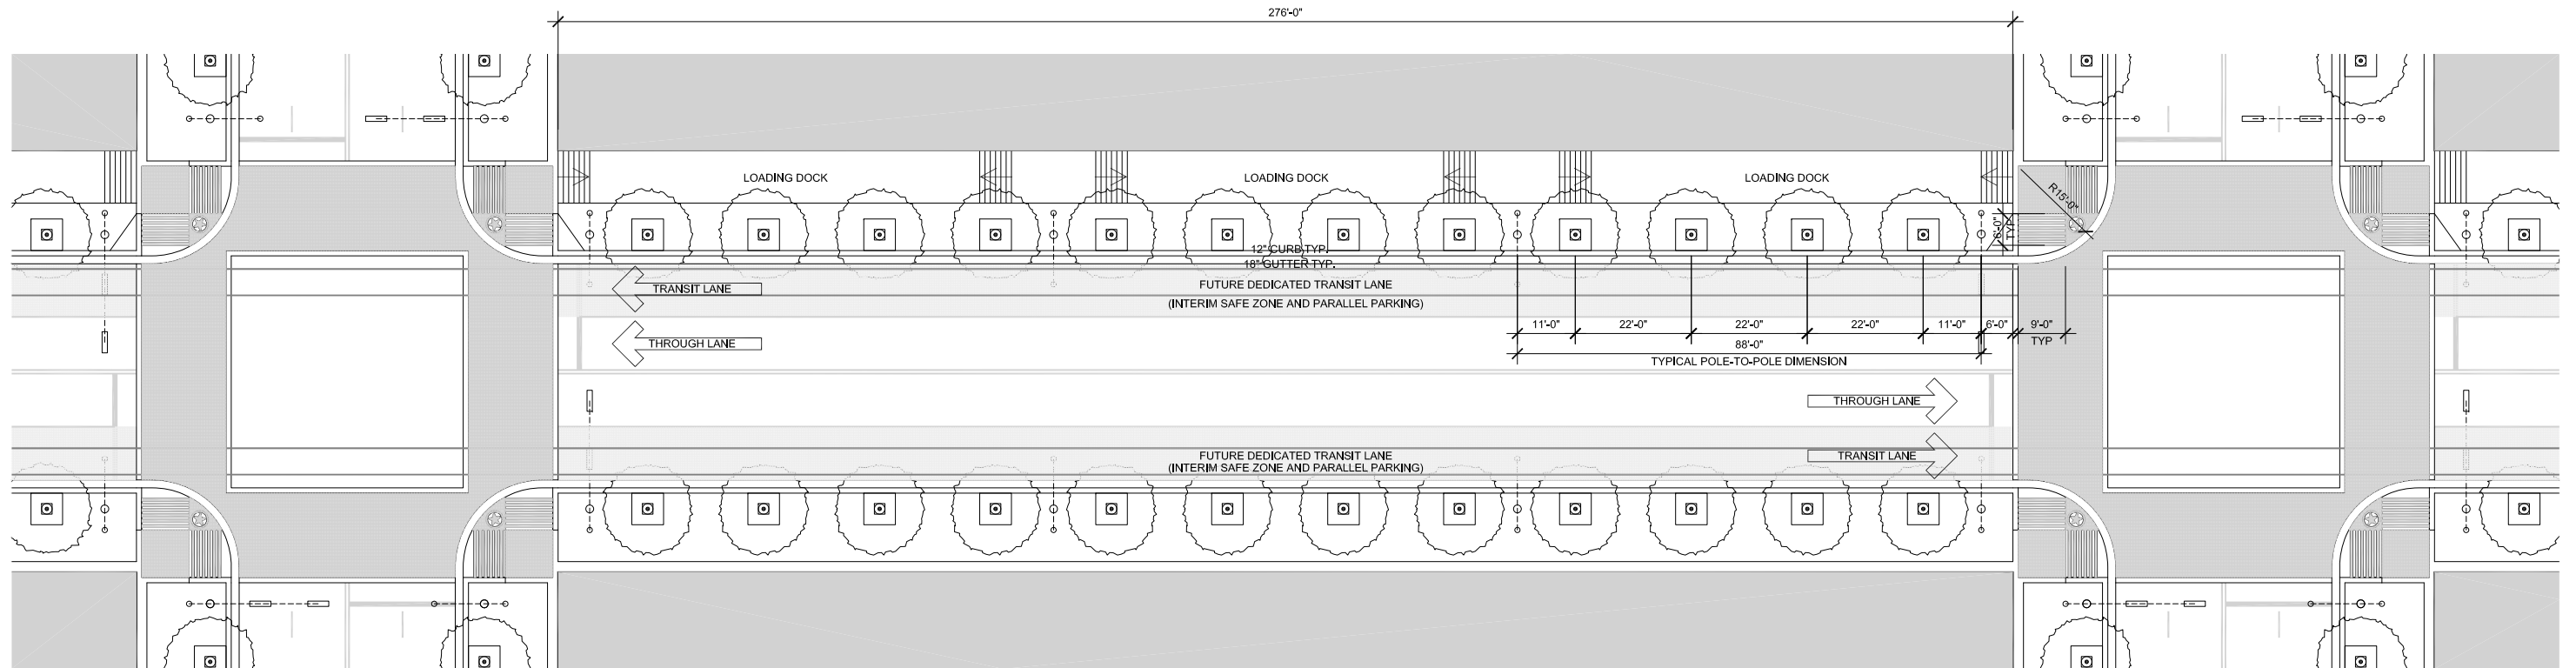 276'-0"
LOADING DOCK
LOADING DOCK
LOADING DOCK
R15'-0"
6'-0"
TYP
12" CURB TYP.
18" GUTTER TYP.
TRANSIT LANE
FUTURE DEDICATED TRANSIT LANE
(INTERIM SAFE ZONE AND PARALLEL PARKING)
11'-0"
22'-0"
22'-0"
22'-0"
11'-0"
6'-0"
9'-0"
TYP
THROUGH LANE
88'-0"
TYPICAL POLE-TO-POLE DIMENSION
THROUGH LANE
FUTURE DEDICATED TRANSIT LANE
(INTERIM SAFE ZONE AND PARALLEL PARKING)
TRANSIT LANE